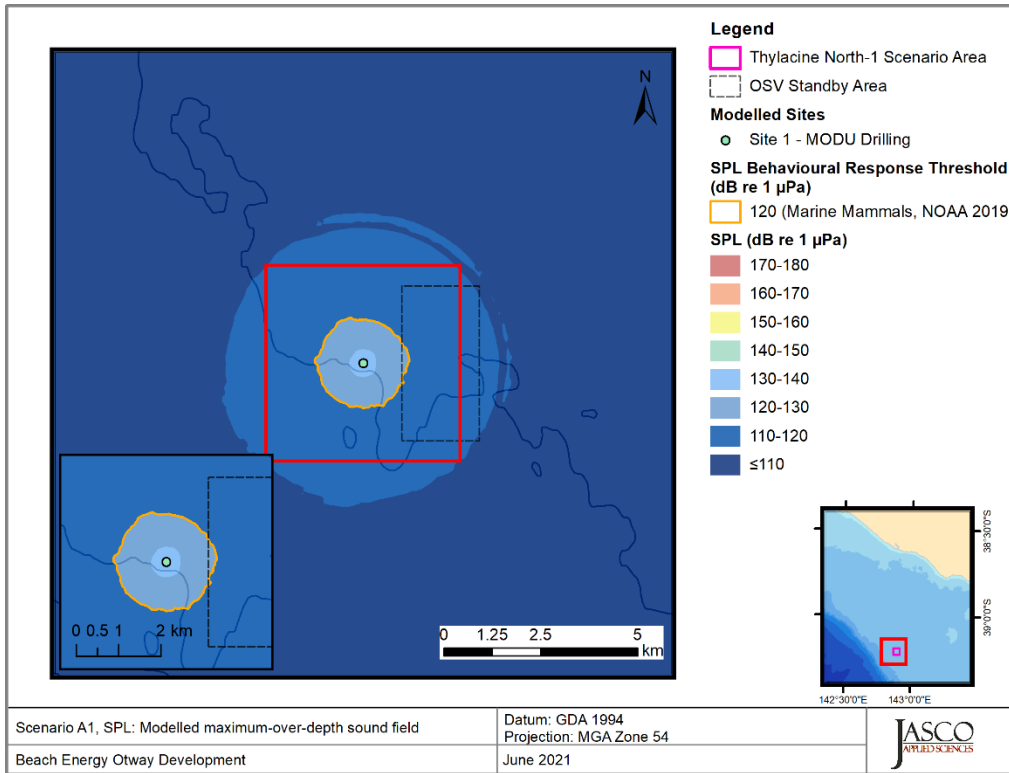 N
Legend
Thylacine North-1 Scenario Area
OSV Standby Area
Modelled Sites
Site 1 - MODU Drilling
SPL Behavioural Response Threshold
(dB re 1 µPa)
120 (Marine Mammals, NOAA 2019
SPL (dB re 1 µPa)
170-180
160-170
150-160
140-150
130-140
120-130
110-120
≤110
0 0.5 1 2 km
0 1.25 2.5 5
km
38°30'0"S
39°0'0"S
142°30'0"E
143°0'0"E
Scenario A1, SPL: Modelled maximum-over-depth sound field
Datum: GDA 1994
Projection: MGA Zone 54
Beach Energy Otway Development
June 2021
JASCO
APPLIED SCIENCES